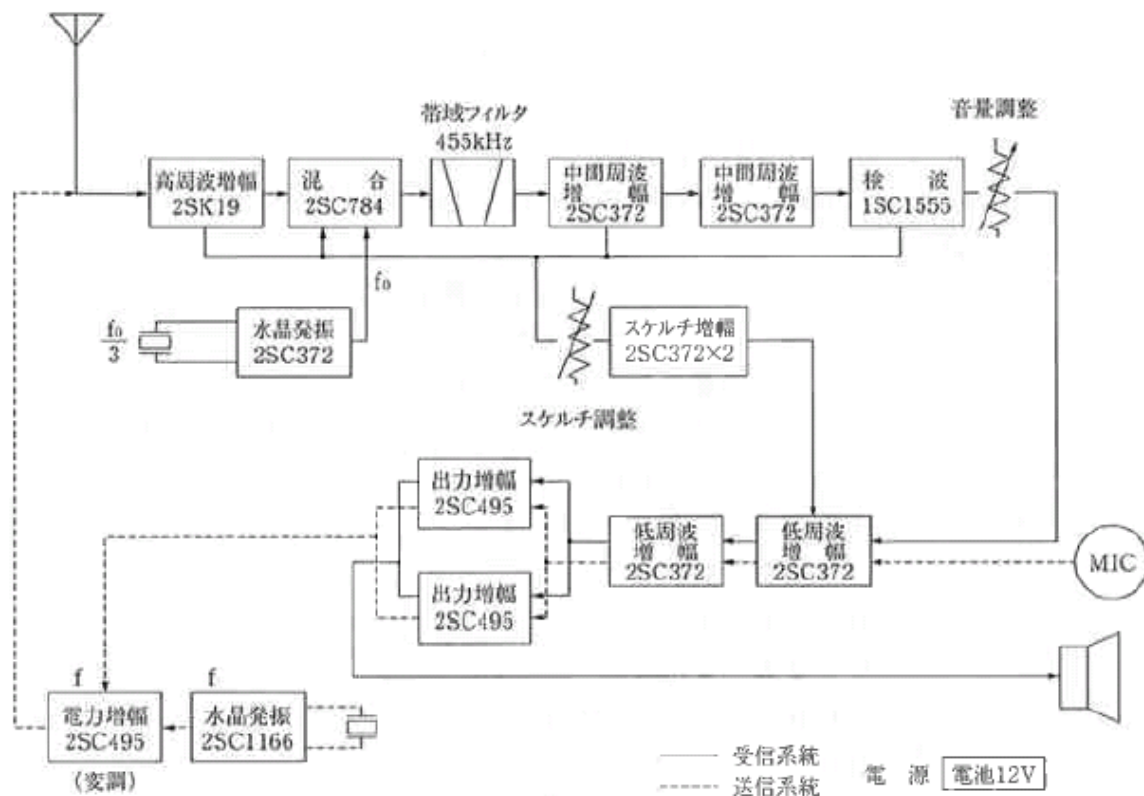 帯域フィルタ
455kHz
音量調整
高周波増幅
2SK19
混 合
2SC784
中間周波
増 幅
2SC372
中間周波
増 幅
2SC372
検 波
1SC1555
f₀
f₀
3
水晶発振
2SC372
スケルチ増幅
2SC372×2
スケルチ調整
出力増幅
2SC495
低周波
増 幅
2SC372
低周波
増 幅
2SC372
MIC
出力増幅
2SC495
f
f
電力増幅
2SC495
(変調)
水晶発振
2SC1166
受信系統
送信系統
電 源 電池12V